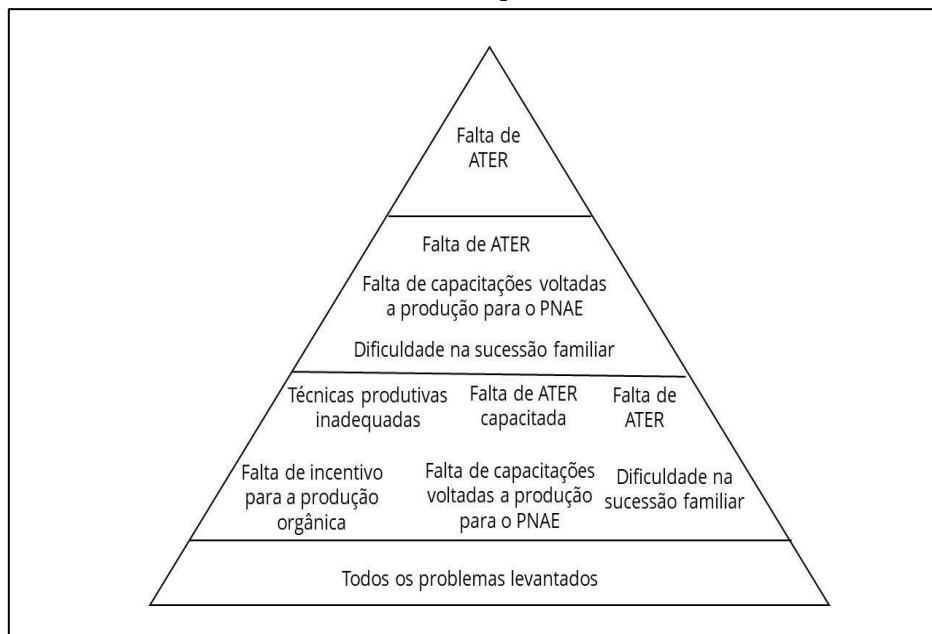 Falta de
ATER
Falta de ATER
Falta de capacitações voltadas
a produção para o PNAE
Dificuldade na sucessão familiar
Técnicas produtivas
inadequadas
Falta de ATER
capacitada
Falta de
ATER
Falta de incentivo
para a produção
orgânica
Falta de capacitações
voltadas a produção
para o PNAE
Dificuldade na
sucessão familiar
Todos os problemas levantados